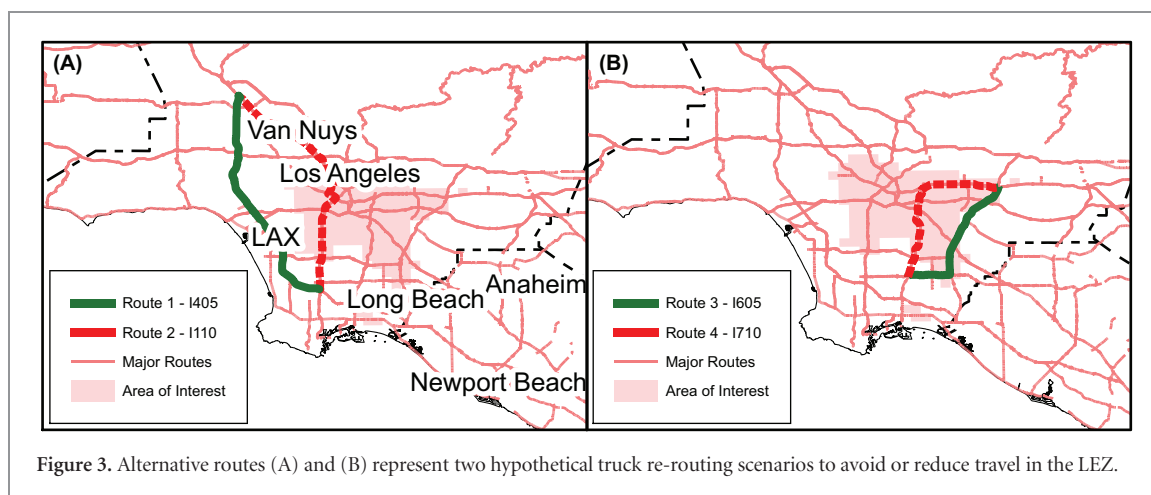 (A)
Van Nuys
Los Angeles
LAX
Long Beach
Anaheim
Newport Beach
Route 1 - I405
Route 2 - I110
Major Routes
Area of Interest
(B)
Route 3 - I605
Route 4 - I710
Major Routes
Area of Interest
Figure 3. Alternative routes (A) and (B) represent two hypothetical truck re-routing scenarios to avoid or reduce travel in the LEZ.